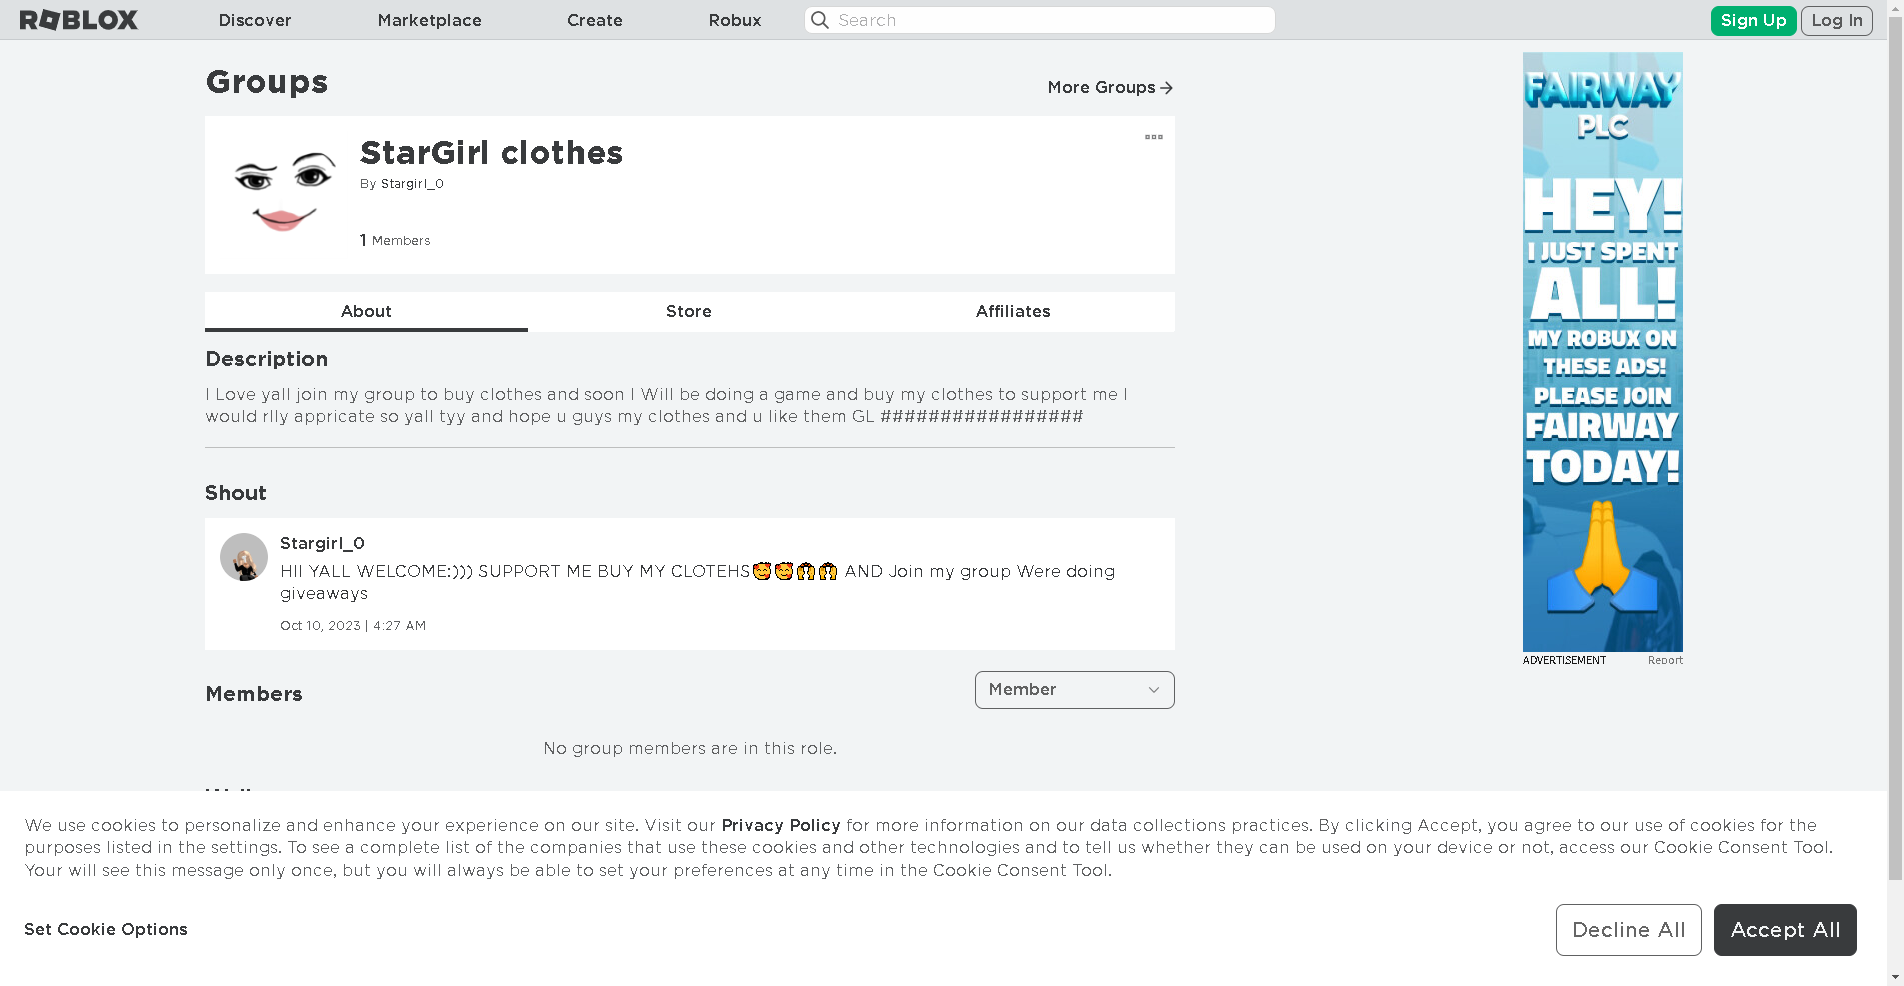 ROBLOX
Discover
Marketplace
Create
Robux
Search
Sign Up
Log In
Groups
More Groups
StarGirl clothes
By Stargirl_0
1 Members
About
Store
Affiliates
Description
I Love yall join my group to buy clothes and soon I Will be doing a game and buy my clothes to support me I
would rlly appricate so yall tyy and hope u guys my clothes and u like them GL #################
Shout
Stargirl_0
HII YALL WELCOME:))) SUPPORT ME BUY MY CLOTEHS🥰🥰🫶🫶 AND Join my group Were doing
giveaways
Oct 10, 2023 | 4:27 AM
Members
Member
No group members are in this role.
FAIRWAY
PLC
HEY!
I JUST SPENT
ALL!
MY ROBUX ON
THESE ADS!
PLEASE JOIN
FAIRWAY
TODAY!
ADVERTISEMENT
Report
We use cookies to personalize and enhance your experience on our site. Visit our Privacy Policy for more information on our data collections practices. By clicking Accept, you agree to our use of cookies for the
purposes listed in the settings. To see a complete list of the companies that use these cookies and other technologies and to tell us whether they can be used on your device or not, access our Cookie Consent Tool.
Your will see this message only once, but you will always be able to set your preferences at any time in the Cookie Consent Tool.
Set Cookie Options
Decline All
Accept All